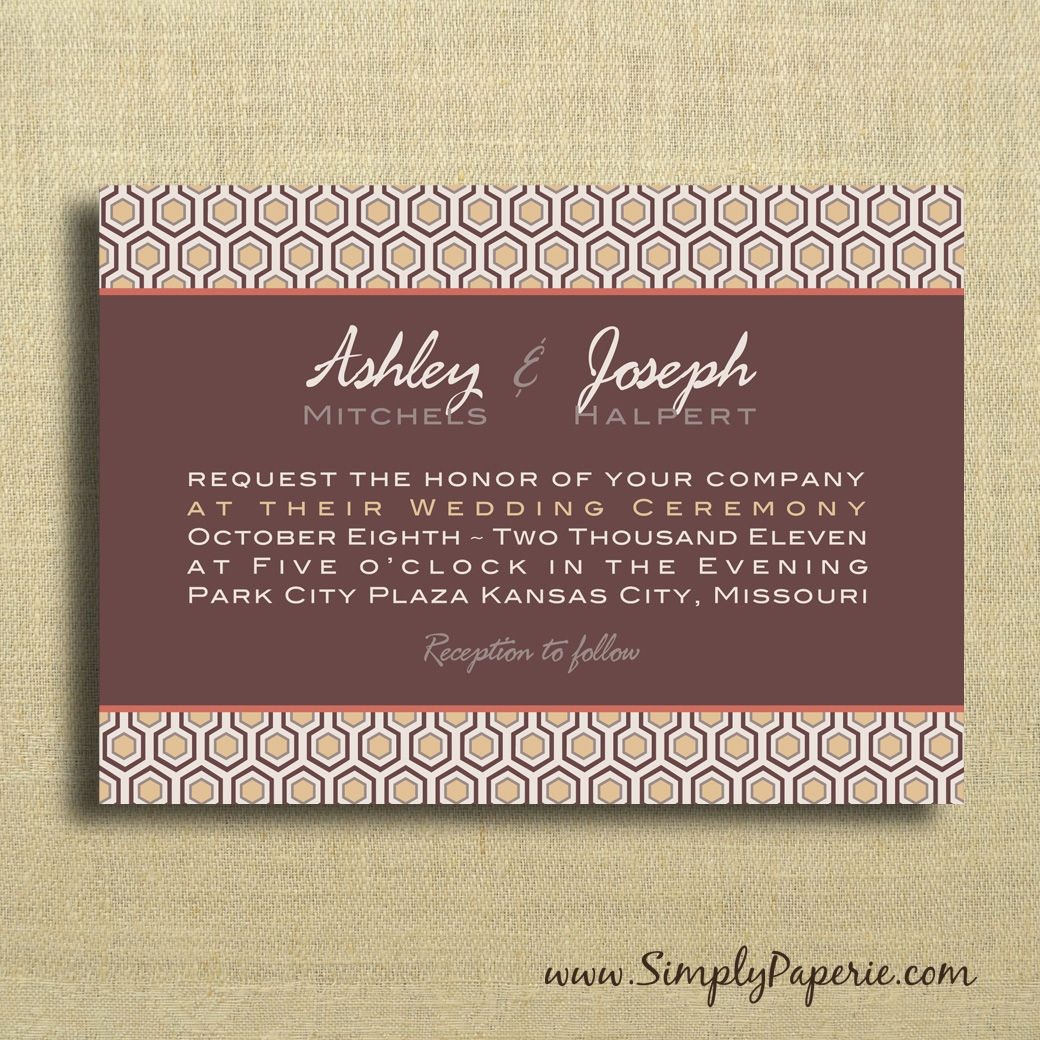 Ashley & Joseph
Mitchels Halpert
request the honor of your company
at their Wedding Ceremony
October Eighth ~ Two Thousand Eleven
at Five o'clock in the Evening
Park City Plaza Kansas City, Missouri
Reception to follow
www.SimplyPaperie.com